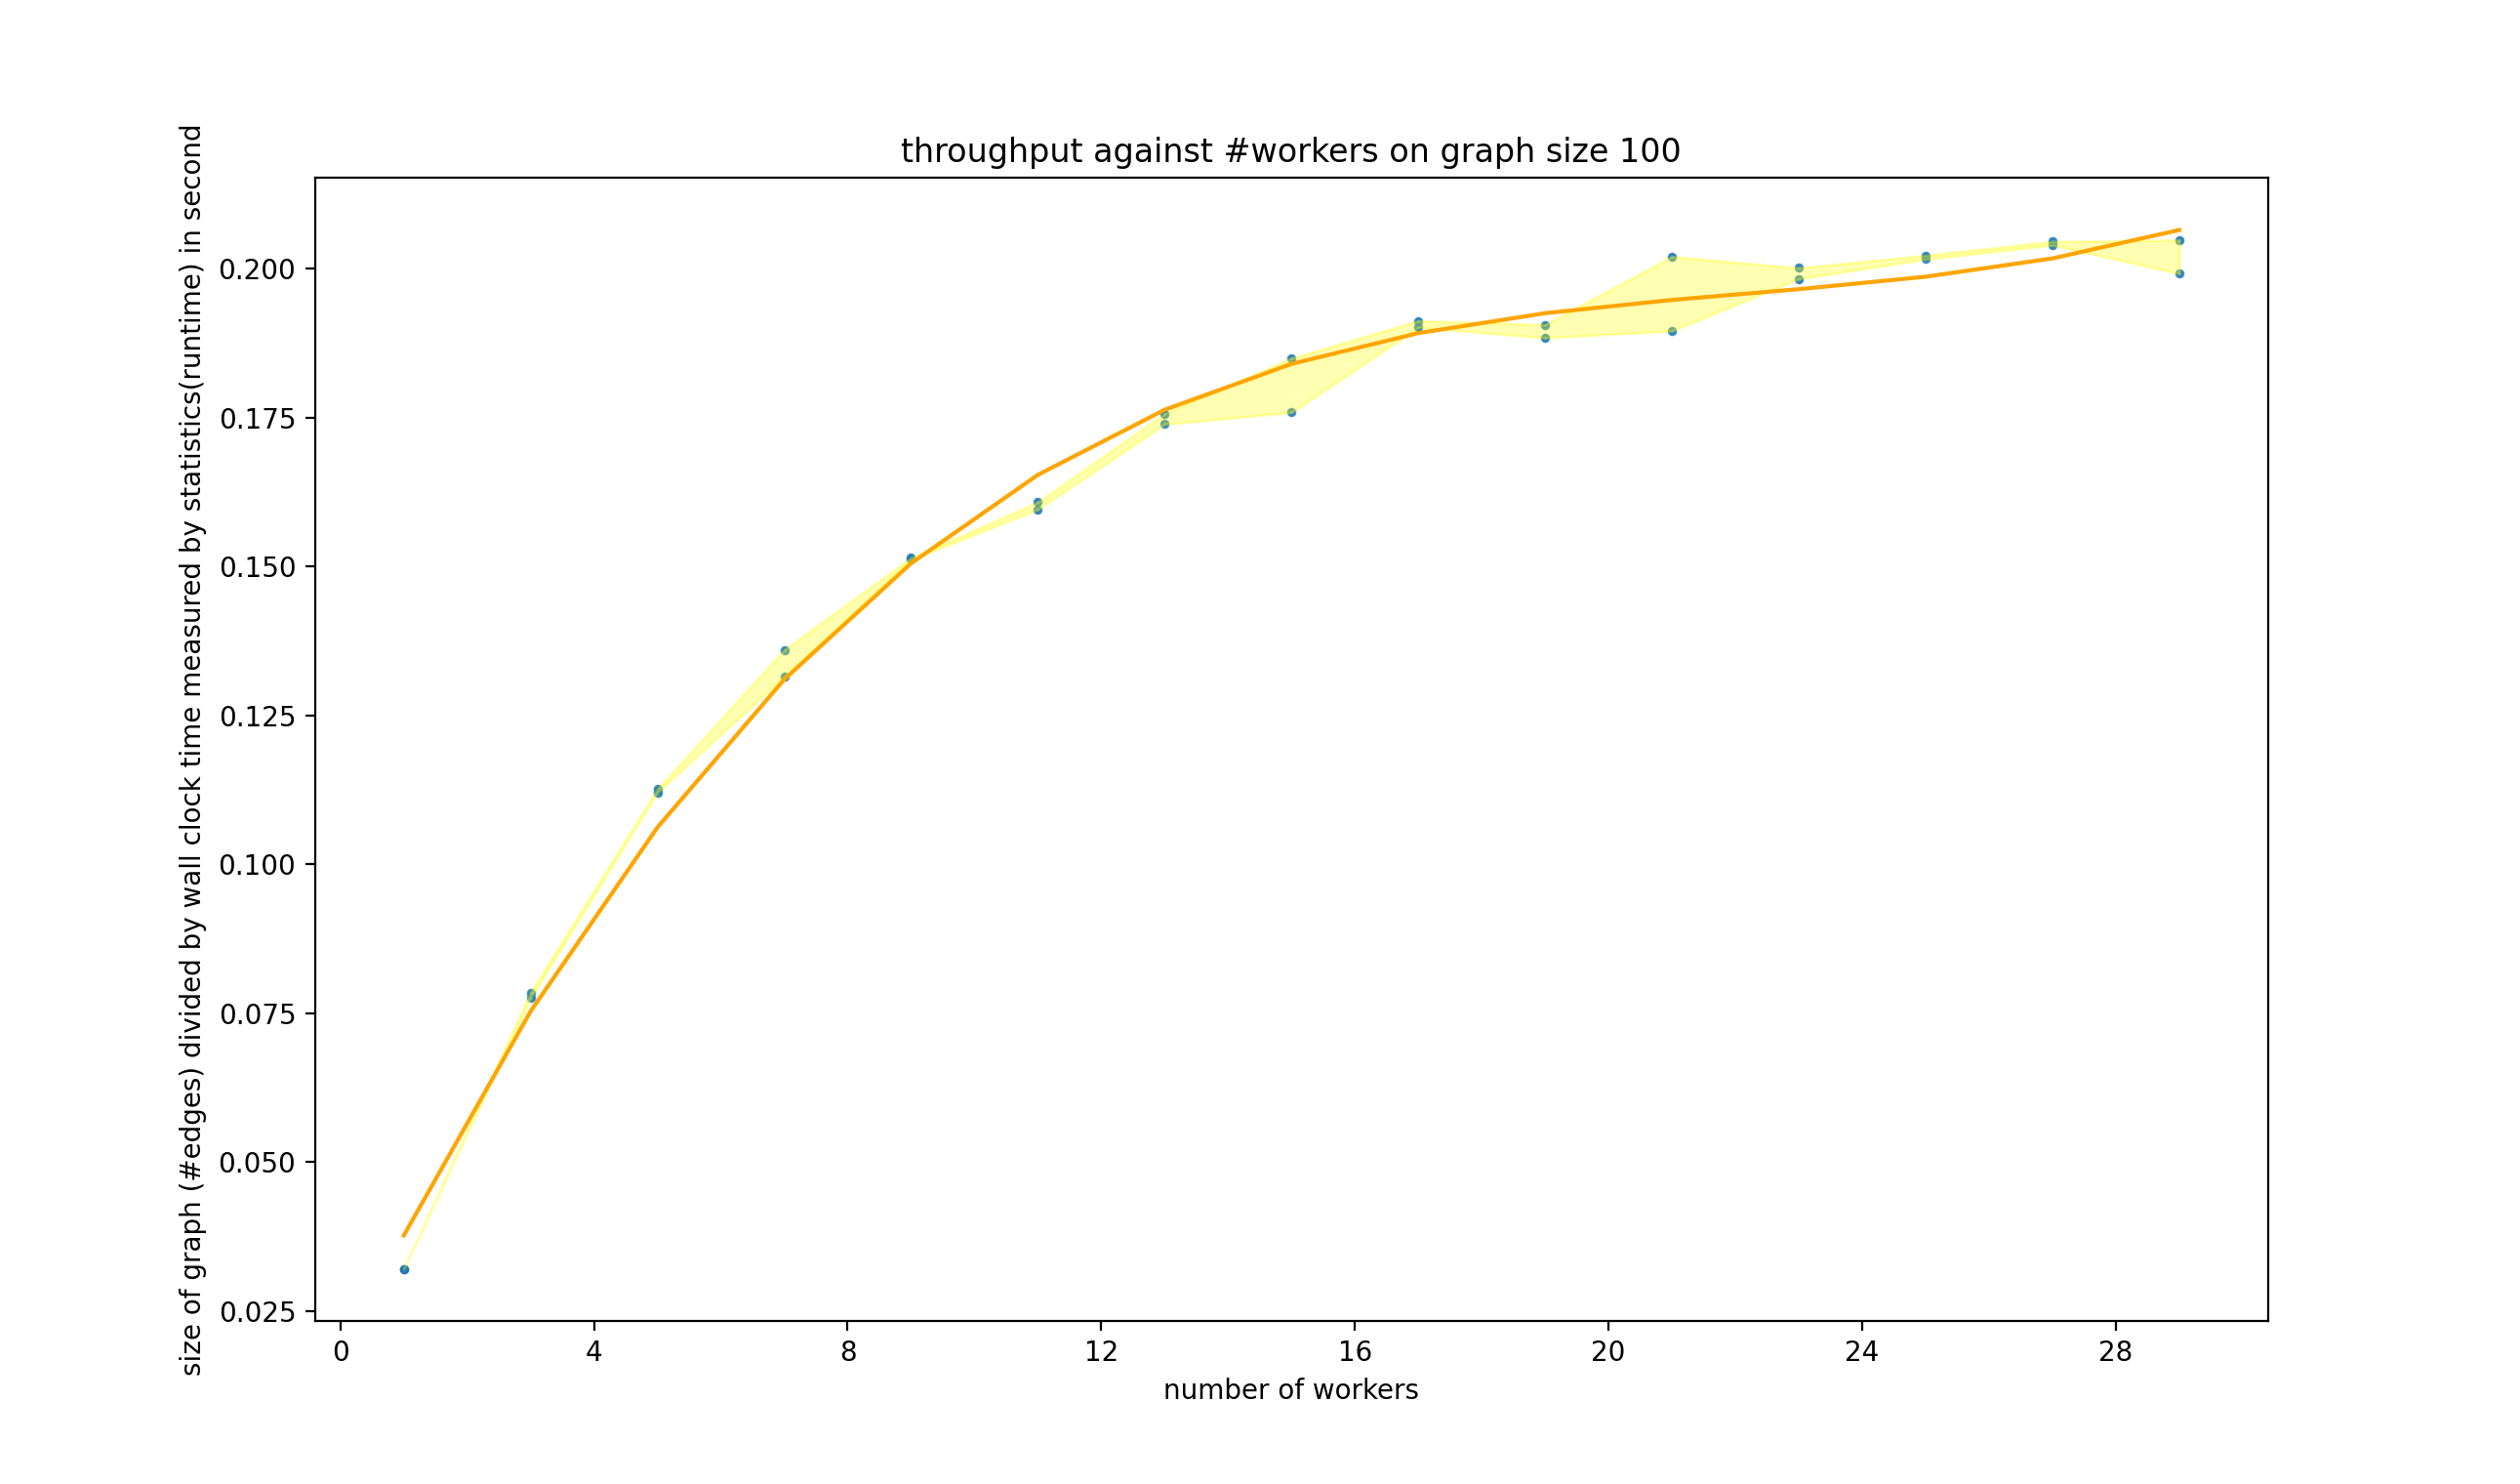 throughput against #workers on graph size 100
size of graph (#edges) divided by wall clock time measured by statistics(runtime) in second
0.200
0.175
0.150
0.125
0.100
0.075
0.050
0.025
0 4 8 12 16 20 24 28
number of workers